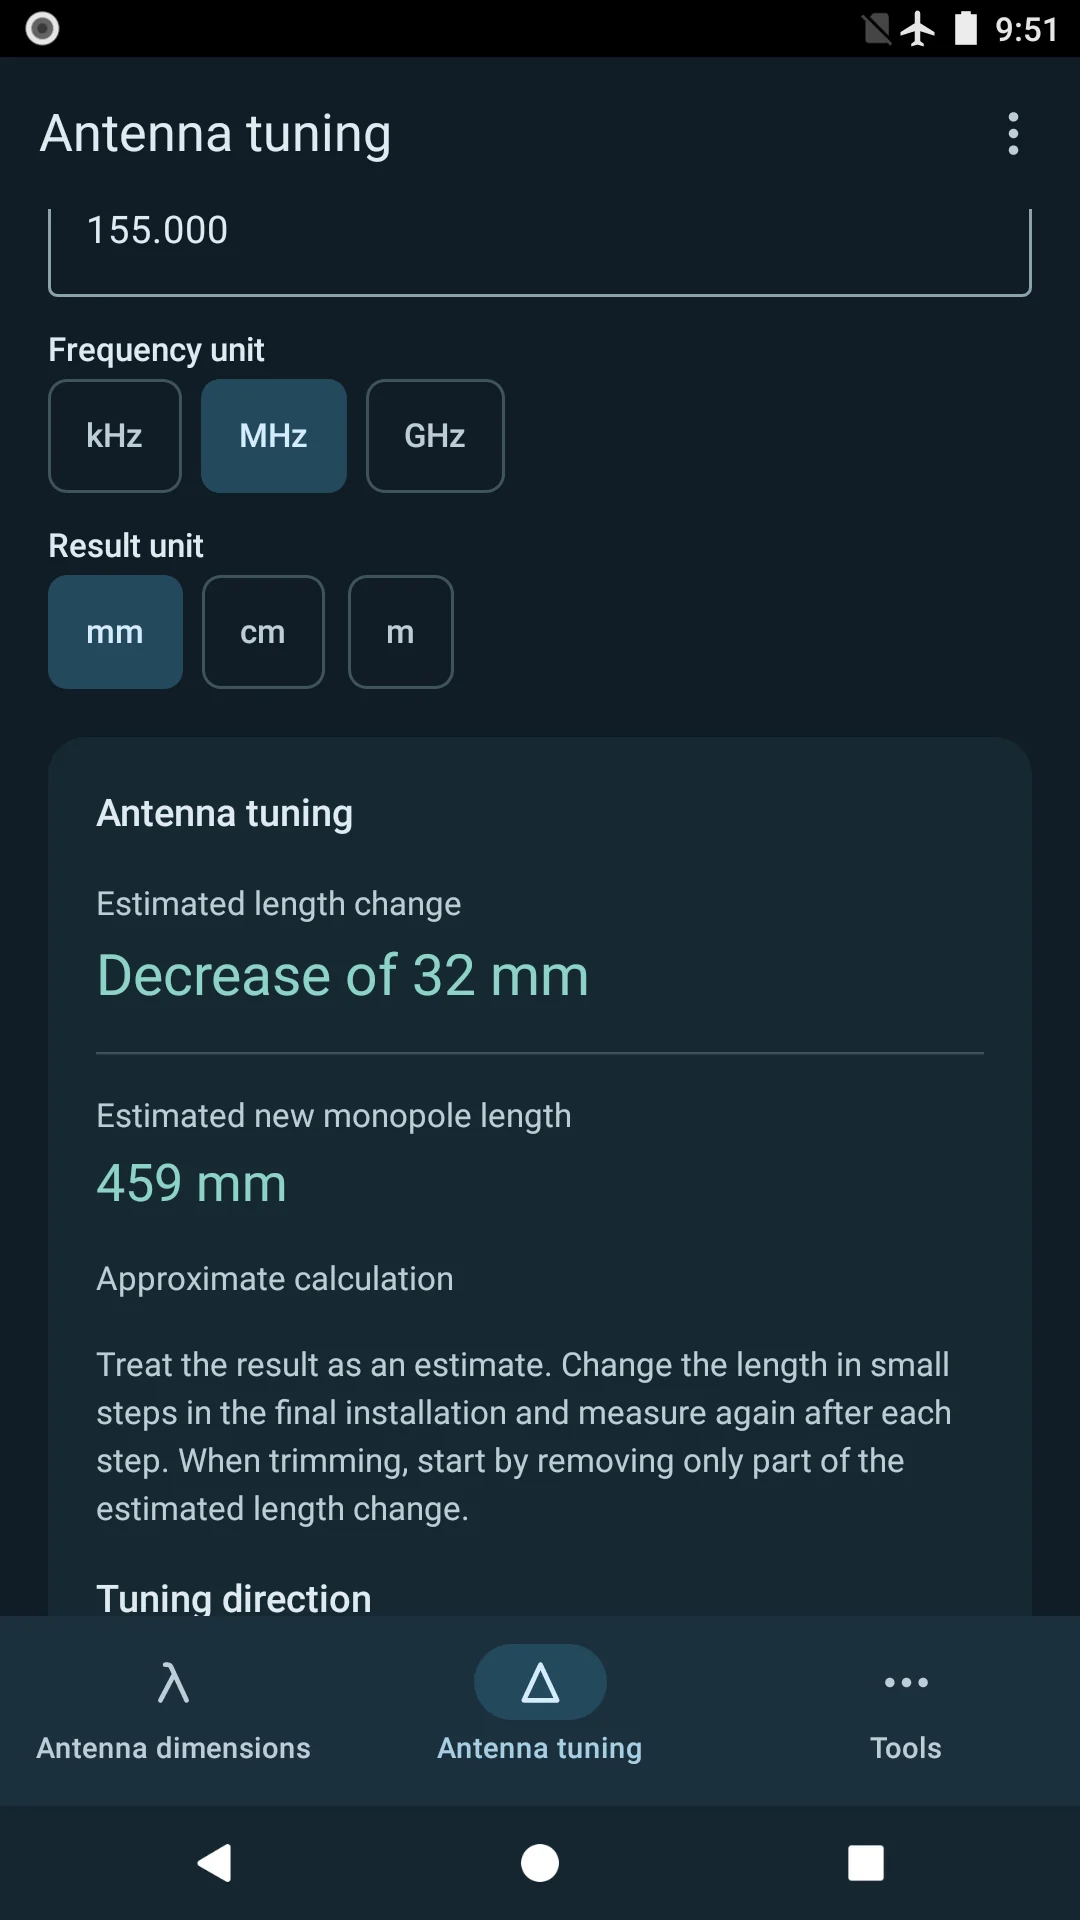 9:51
Antenna tuning
155.000
Frequency unit
kHz MHz GHz
Result unit
mm cm m
Antenna tuning
Estimated length change
Decrease of 32 mm
Estimated new monopole length
459 mm
Approximate calculation
Treat the result as an estimate. Change the length in small
steps in the final installation and measure again after each
step. When trimming, start by removing only part of the
estimated length change.
Tuning direction
λ Δ
Antenna dimensions Antenna tuning Tools